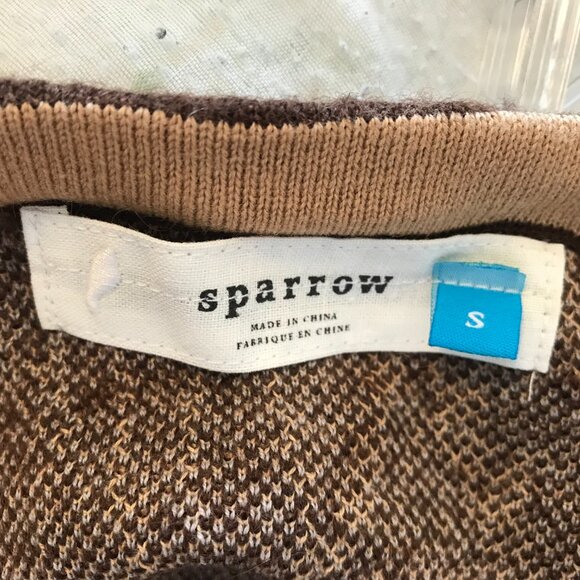 sparrow
MADE IN CHINA
FABRIQUE EN CHINE
S